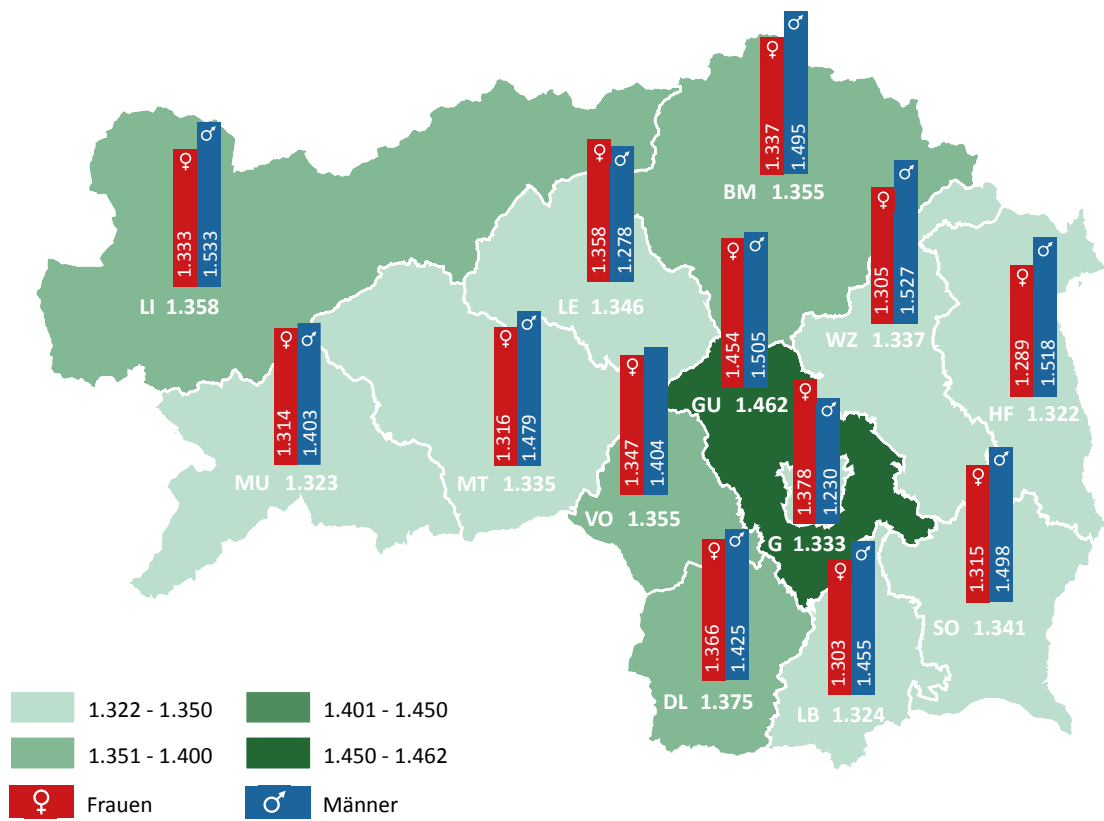 ♀ 1.337
♂ 1.495
BM 1.355
♀ 1.333
♂ 1.533
LI 1.358
♀ 1.358
♂ 1.278
LE 1.346
♀ 1.305
♂ 1.527
WZ 1.337
♀ 1.289
♂ 1.518
HF 1.322
♀ 1.454
♂ 1.505
GU 1.462
♀ 1.314
♂ 1.403
MU 1.323
♀ 1.316
♂ 1.479
MT 1.335
♀ 1.347
1.404
VO 1.355
♀ 1.378
♂ 1.230
G 1.333
♀ 1.315
♂ 1.498
SO 1.341
♀ 1.366
♂ 1.425
DL 1.375
♀ 1.303
♂ 1.455
LB 1.324
1.322 - 1.350
1.401 - 1.450
1.351 - 1.400
1.450 - 1.462
♀ Frauen
♂ Männer